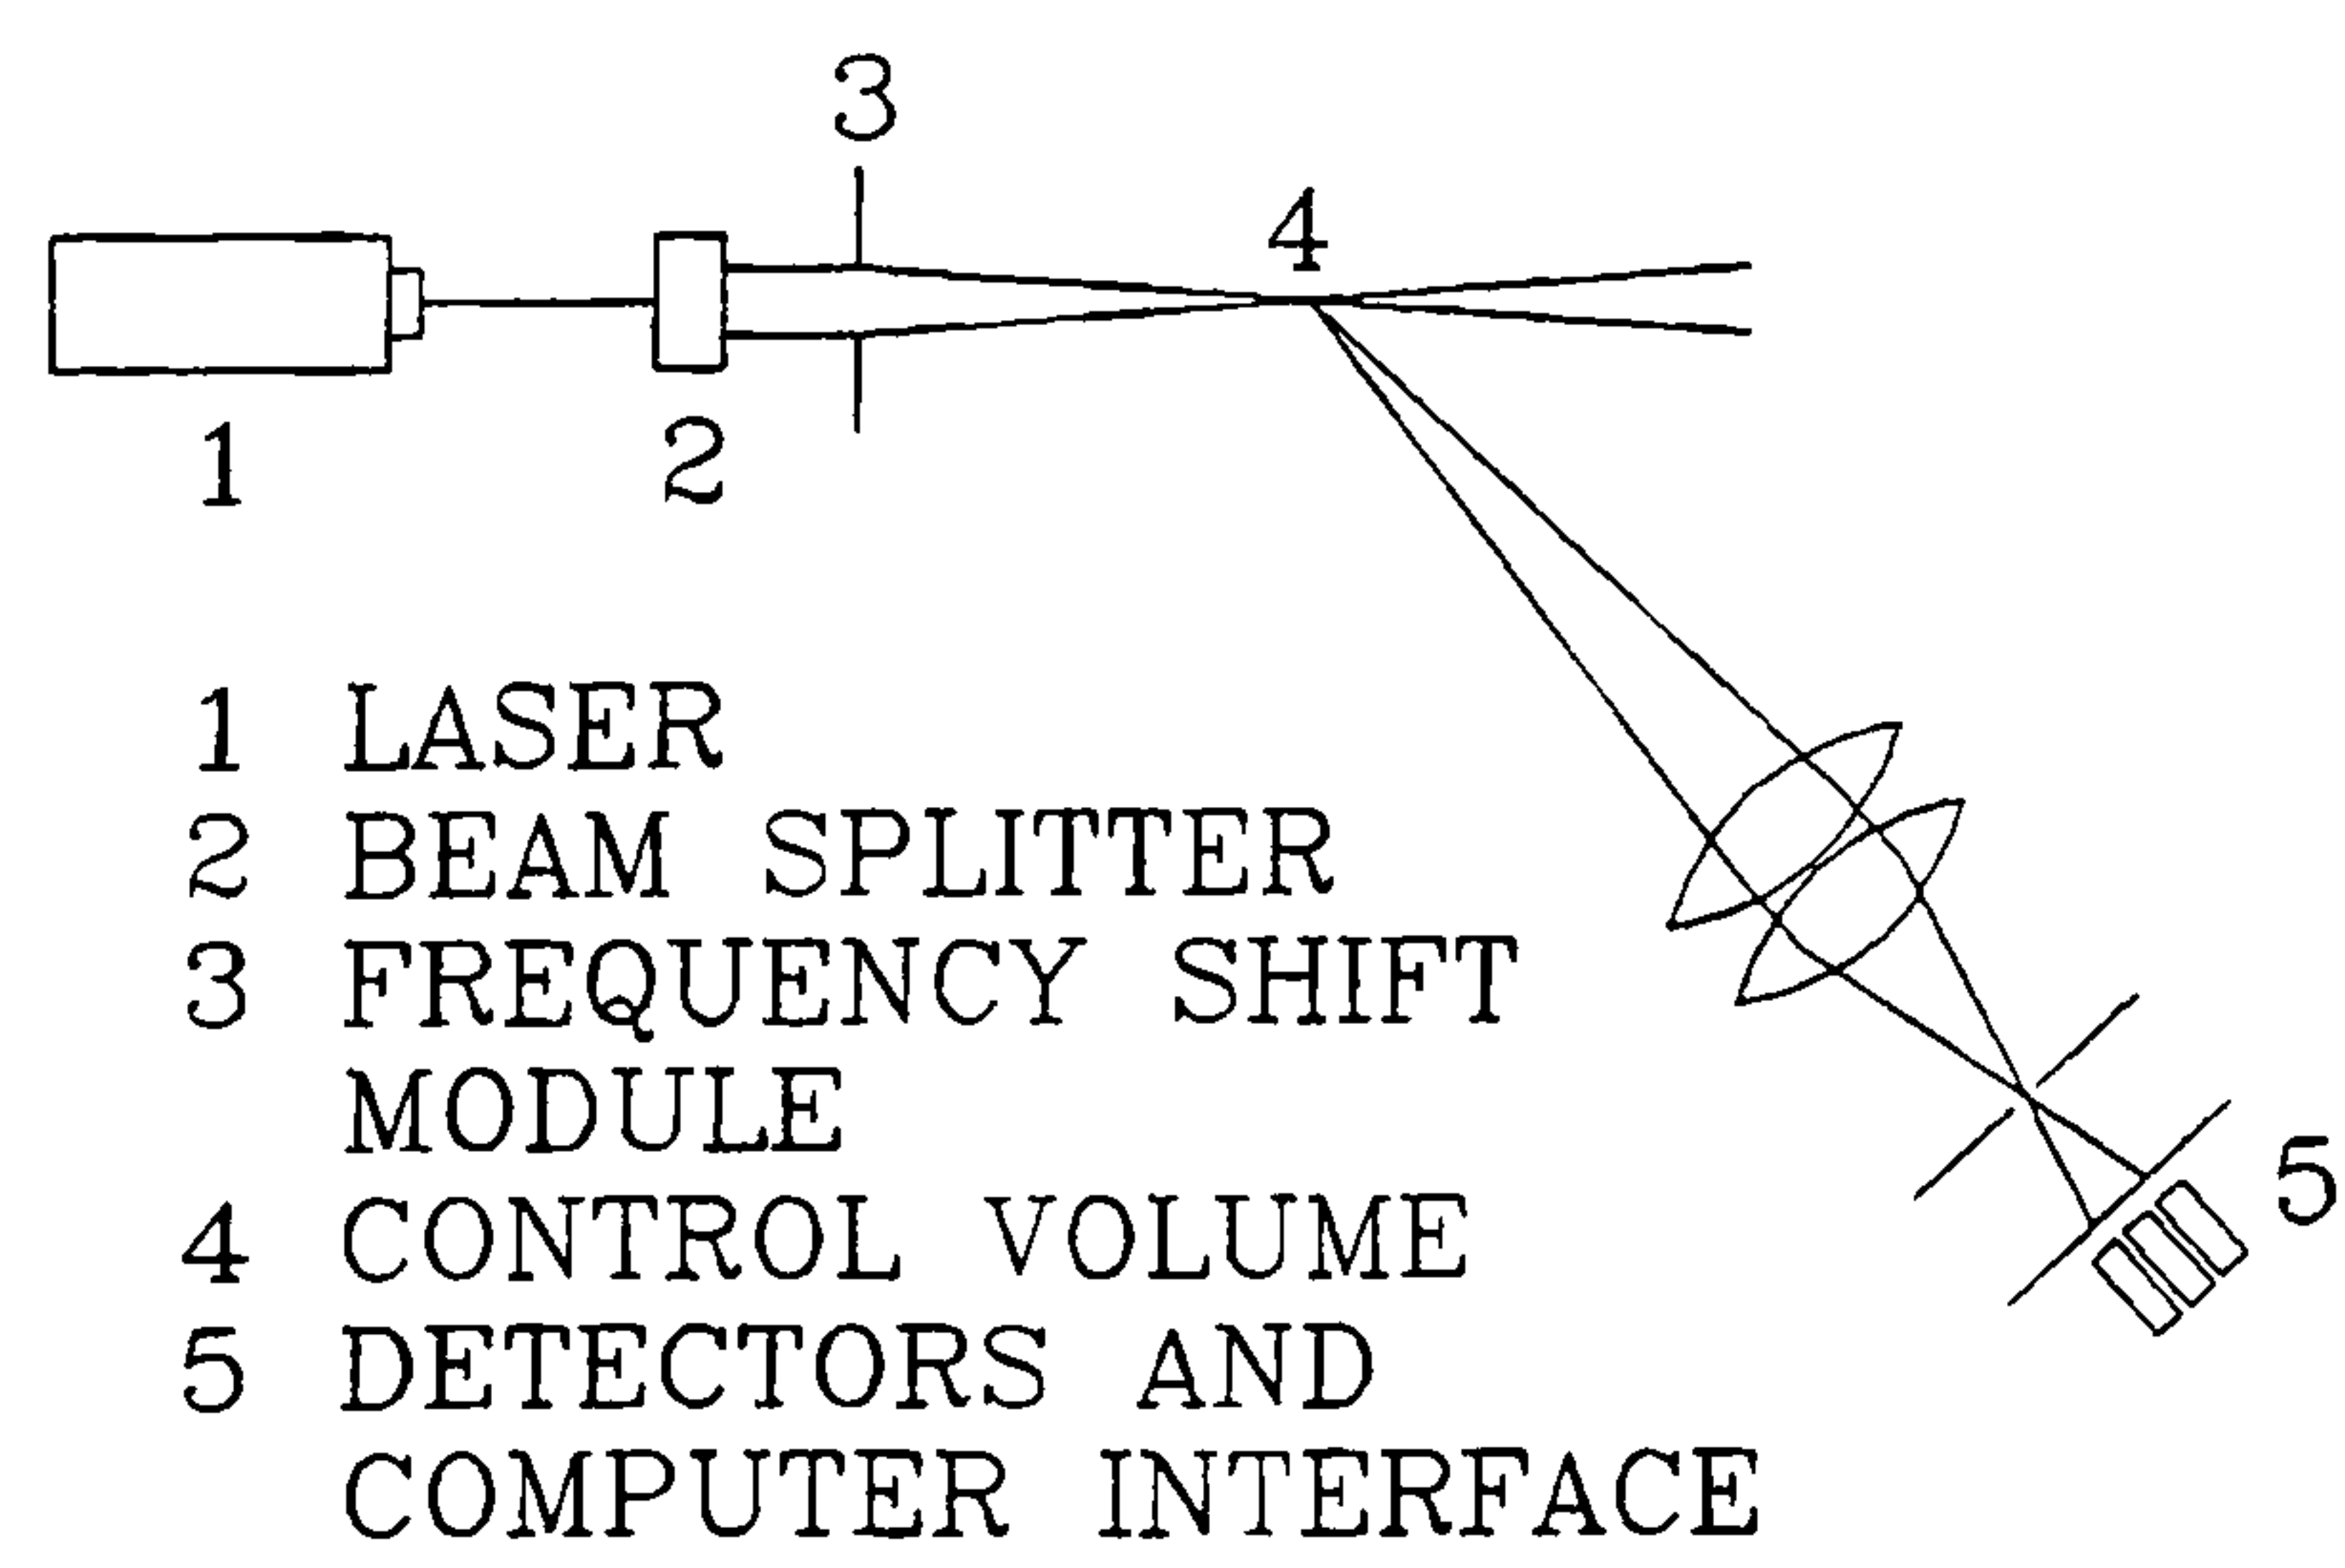 3
4
1
2
5
1 LASER
2 BEAM SPLITTER
3 FREQUENCY SHIFT
MODULE
4 CONTROL VOLUME
5 DETECTORS AND
COMPUTER INTERFACE